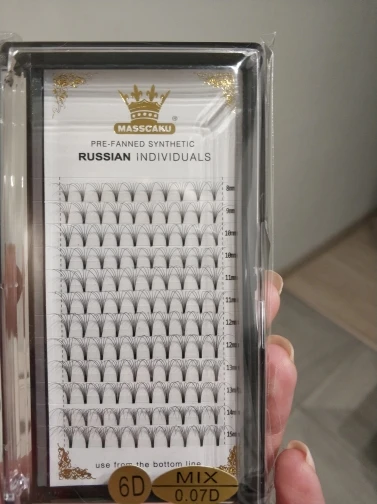 MASSCAKU
®
PRE-FANNED SYNTHETIC
RUSSIAN INDIVIDUALS
8mm
9mm
10mm
10mm
11mm
11mm
12mm
12mm
13mm
13mm
14mm
15mm
use from the bottom line
6D
MIX
0.07D